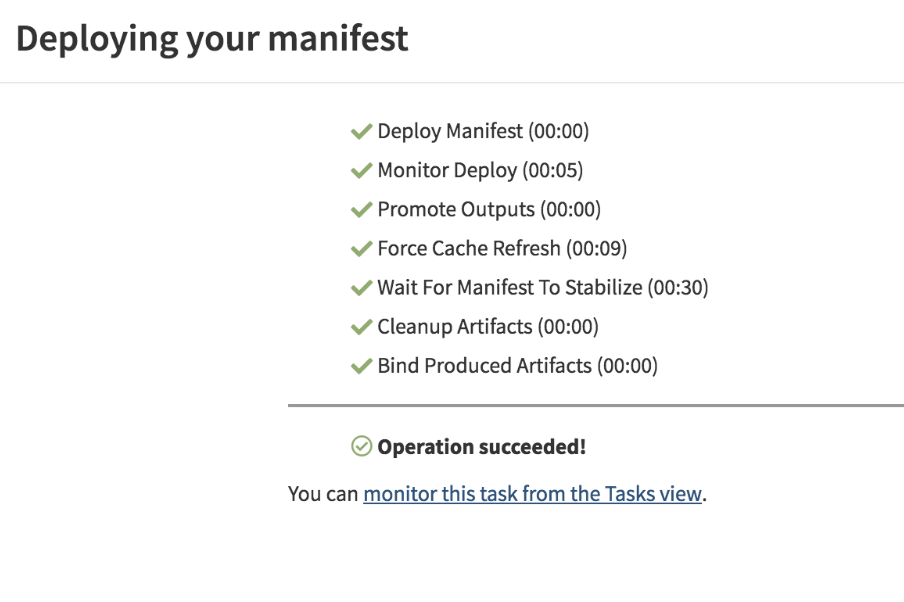 Deploying your manifest
Deploy Manifest (00:00)
Monitor Deploy (00:05)
Promote Outputs (00:00)
Force Cache Refresh (00:09)
Wait For Manifest To Stabilize (00:30)
Cleanup Artifacts (00:00)
Bind Produced Artifacts (00:00)
Operation succeeded!
You can monitor this task from the Tasks view.